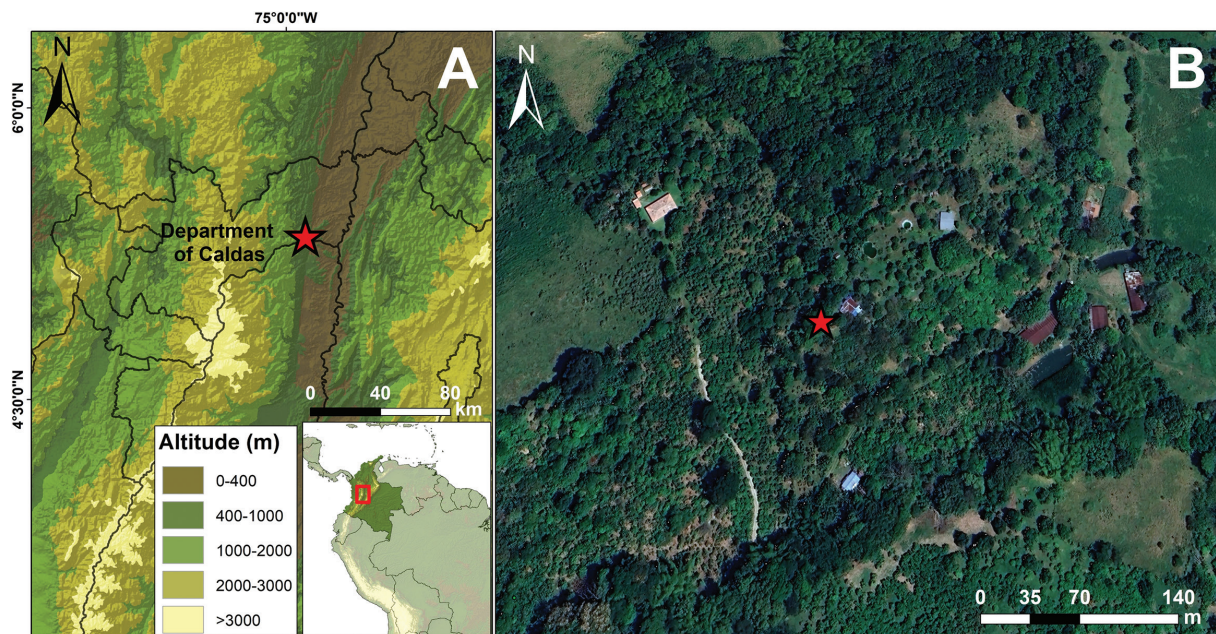 75°0'0"W
N
A
6°0'0"N
Department
of Caldas
4°30'0"N
0 40 80
km
Altitude (m)
0-400
400-1000
1000-2000
2000-3000
>3000
N
B
0 35 70 140
m